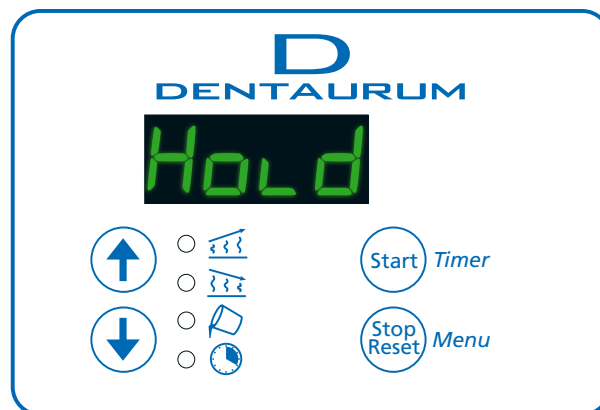 D
DENTAURUM
HoLd
Start Timer
Stop
Reset Menu